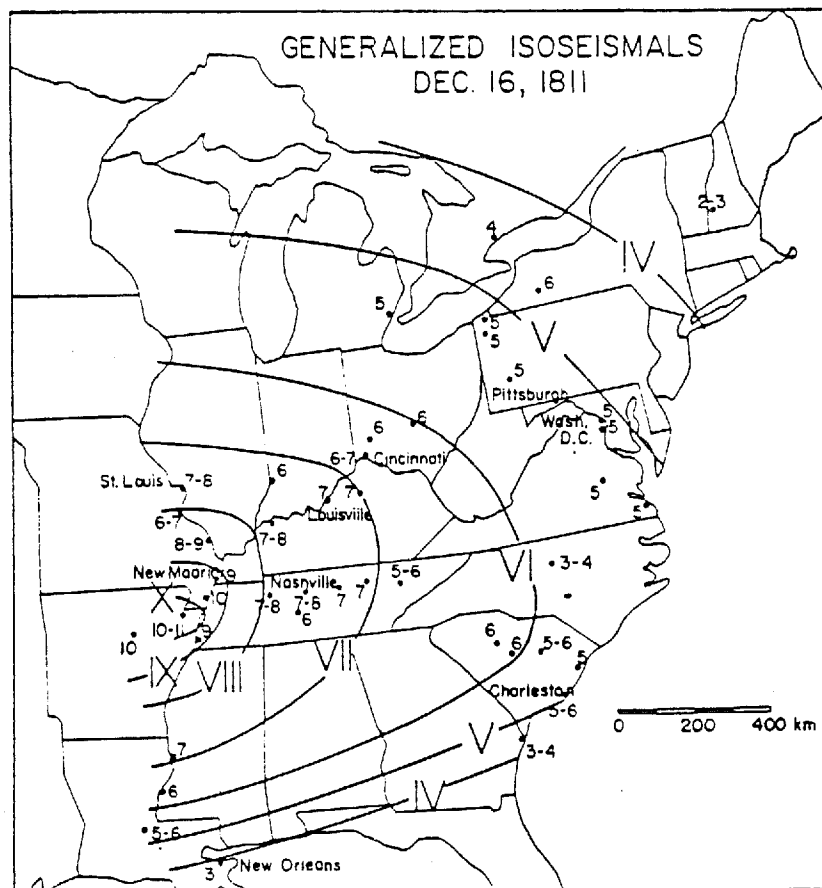 GENERALIZED ISOSEISMALS
DEC. 16, 1811
2-3
4
IV
6
5
5
5
V
5
Pittsburgh
6
5
Wash.
D.C.
5
6
6-7
Cincinnati
St. Louis
7-8
6
7
7
Louisville
5
5
6-7
7-8
8-9
VI
3-4
New Madrid
9
Nashville
5-6
X
10
7-8
7-8
7
7
6
10-11
9
10
6
6
5-6
5
IX
VIII
VII
Charleston
5-6
0 200 400 km
V
3-4
7
6
IV
5-6
3
New Orleans